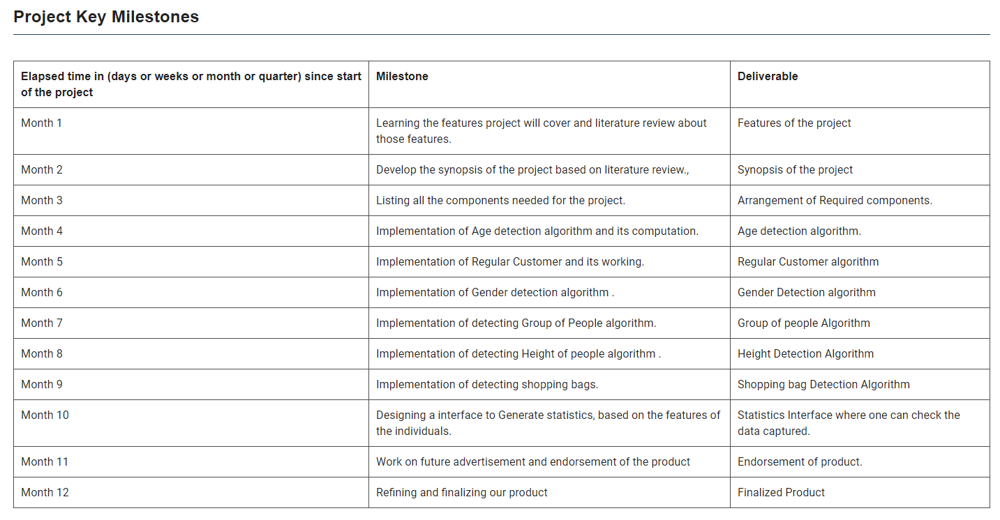 Project Key Milestones
Elapsed time in (days or weeks or month or quarter) since start
of the project
Milestone
Deliverable
Month 1
Learning the features project will cover and literature review about
those features.
Features of the project
Month 2
Develop the synopsis of the project based on literature review.,
Synopsis of the project
Month 3
Listing all the components needed for the project.
Arrangement of Required components.
Month 4
Implementation of Age detection algorithm and its computation.
Age detection algorithm.
Month 5
Implementation of Regular Customer and its working.
Regular Customer algorithm
Month 6
Implementation of Gender detection algorithm .
Gender Detection algorithm
Month 7
Implementation of detecting Group of People algorithm.
Group of people Algorithm
Month 8
Implementation of detecting Height of people algorithm .
Height Detection Algorithm
Month 9
Implementation of detecting shopping bags.
Shopping bag Detection Algorithm
Month 10
Designing a interface to Generate statistics, based on the features of
the individuals.
Statistics Interface where one can check the
data captured.
Month 11
Work on future advertisement and endorsement of the product
Endorsement of product.
Month 12
Refining and finalizing our product
Finalized Product